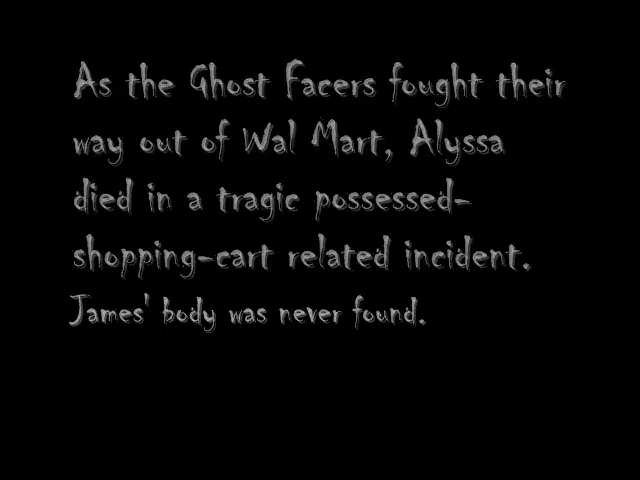 As the Ghost Facers fought their
way out of Wal Mart, Alyssa
died in a tragic possessed-
shopping-cart related incident.
James' body was never found.